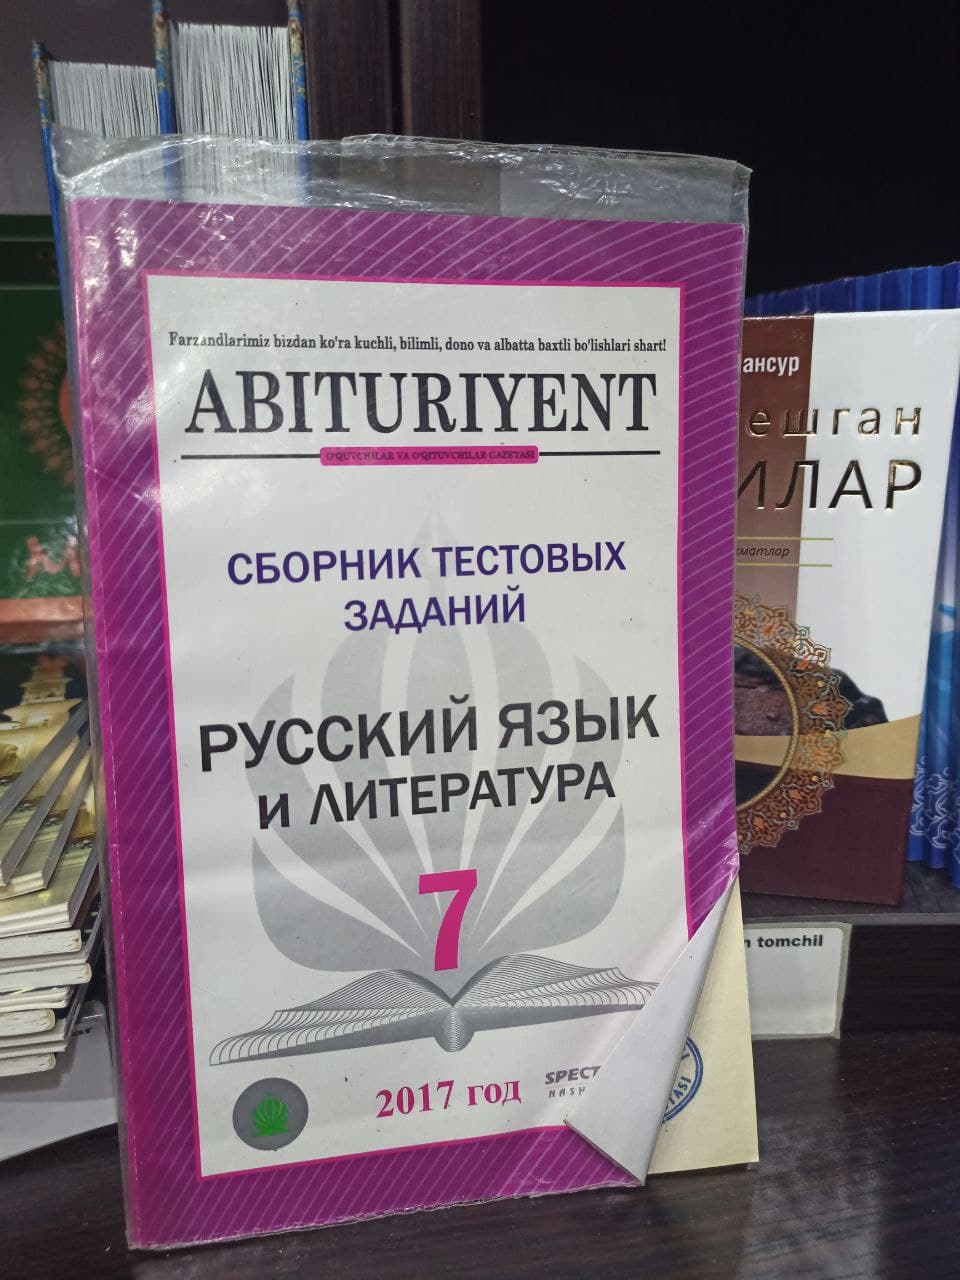 Farzandlarimiz bizdan ko'ra kuchli, bilimli, dono va albatta baxtli bo'lishlari shart!
ABITURIYENT
O'QUVCHILAR VA O'QITUVCHILAR GAZETASI
СБОРНИК ТЕСТОВЫХ
ЗАДАНИЙ
РУССКИЙ ЯЗЫК
И ЛИТЕРАТУРА
7
2017 год
SPECT
NASH
ансур
ешган
ИЛАР
кматлар
n tomchil